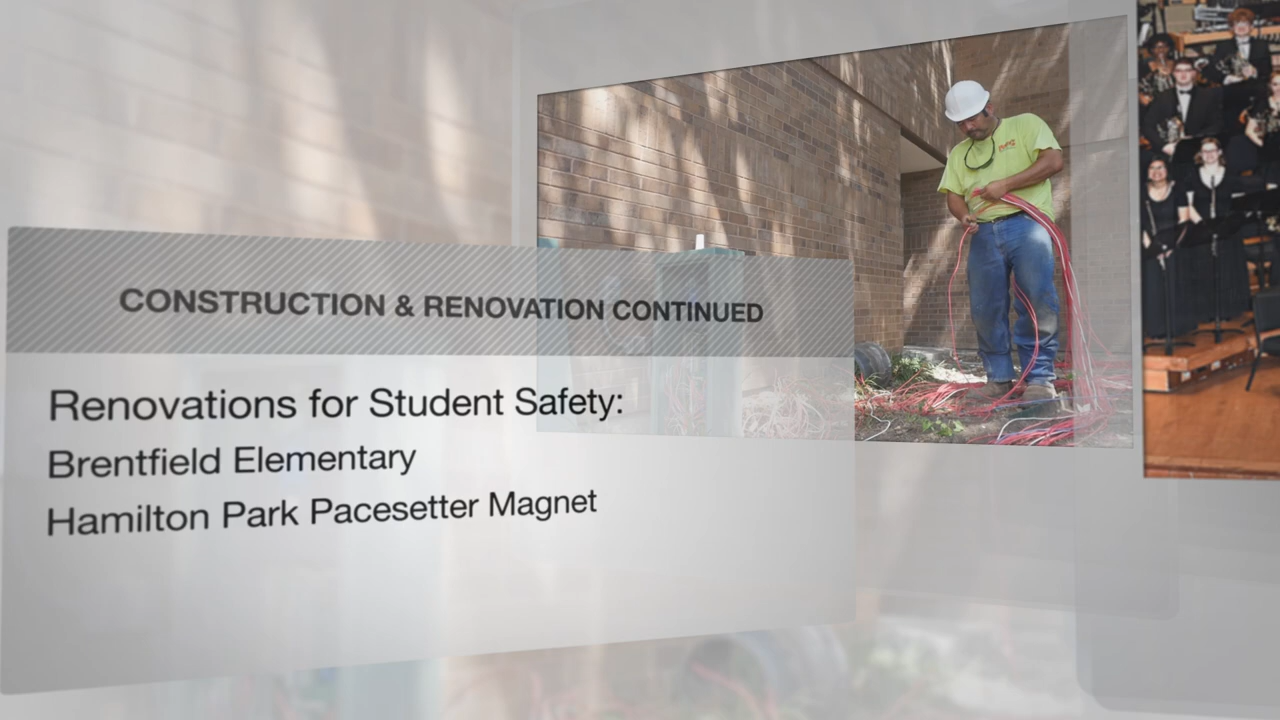 CONSTRUCTION & RENOVATION CONTINUED
Renovations for Student Safety:
Brentfield Elementary
Hamilton Park Pacesetter Magnet